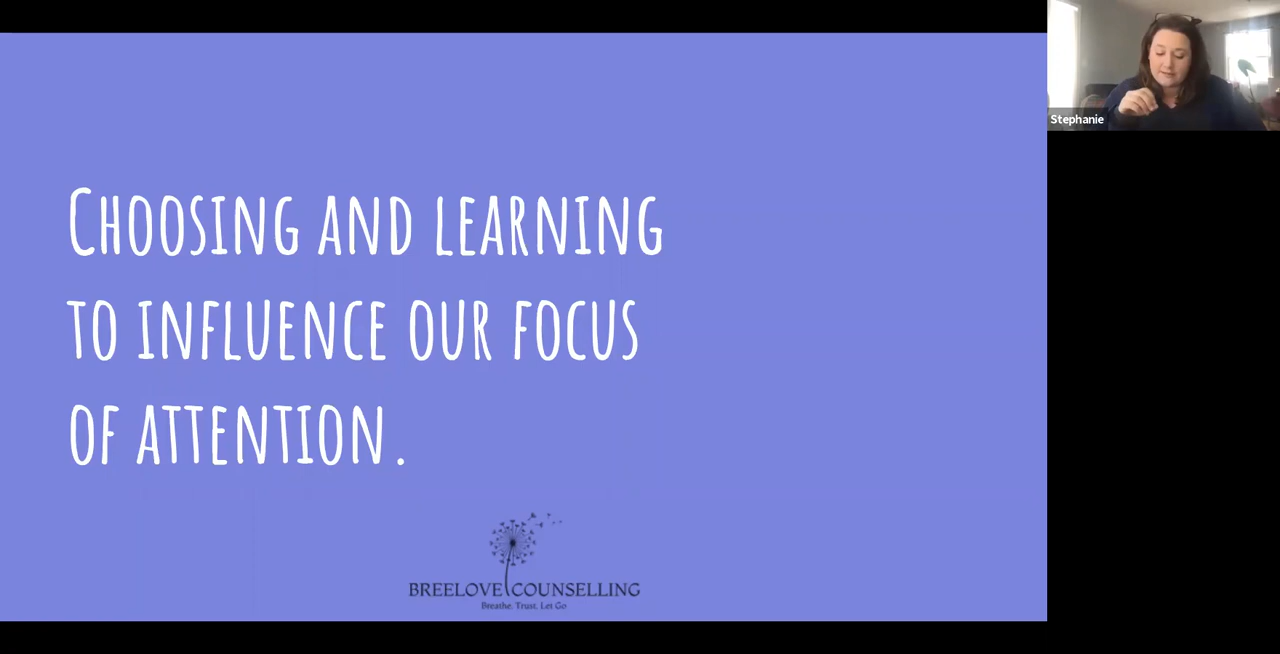 Choosing and learning
to influence our focus
of attention.
BREELOVE COUNSELLING
Breathe. Trust. Let Go
Stephanie